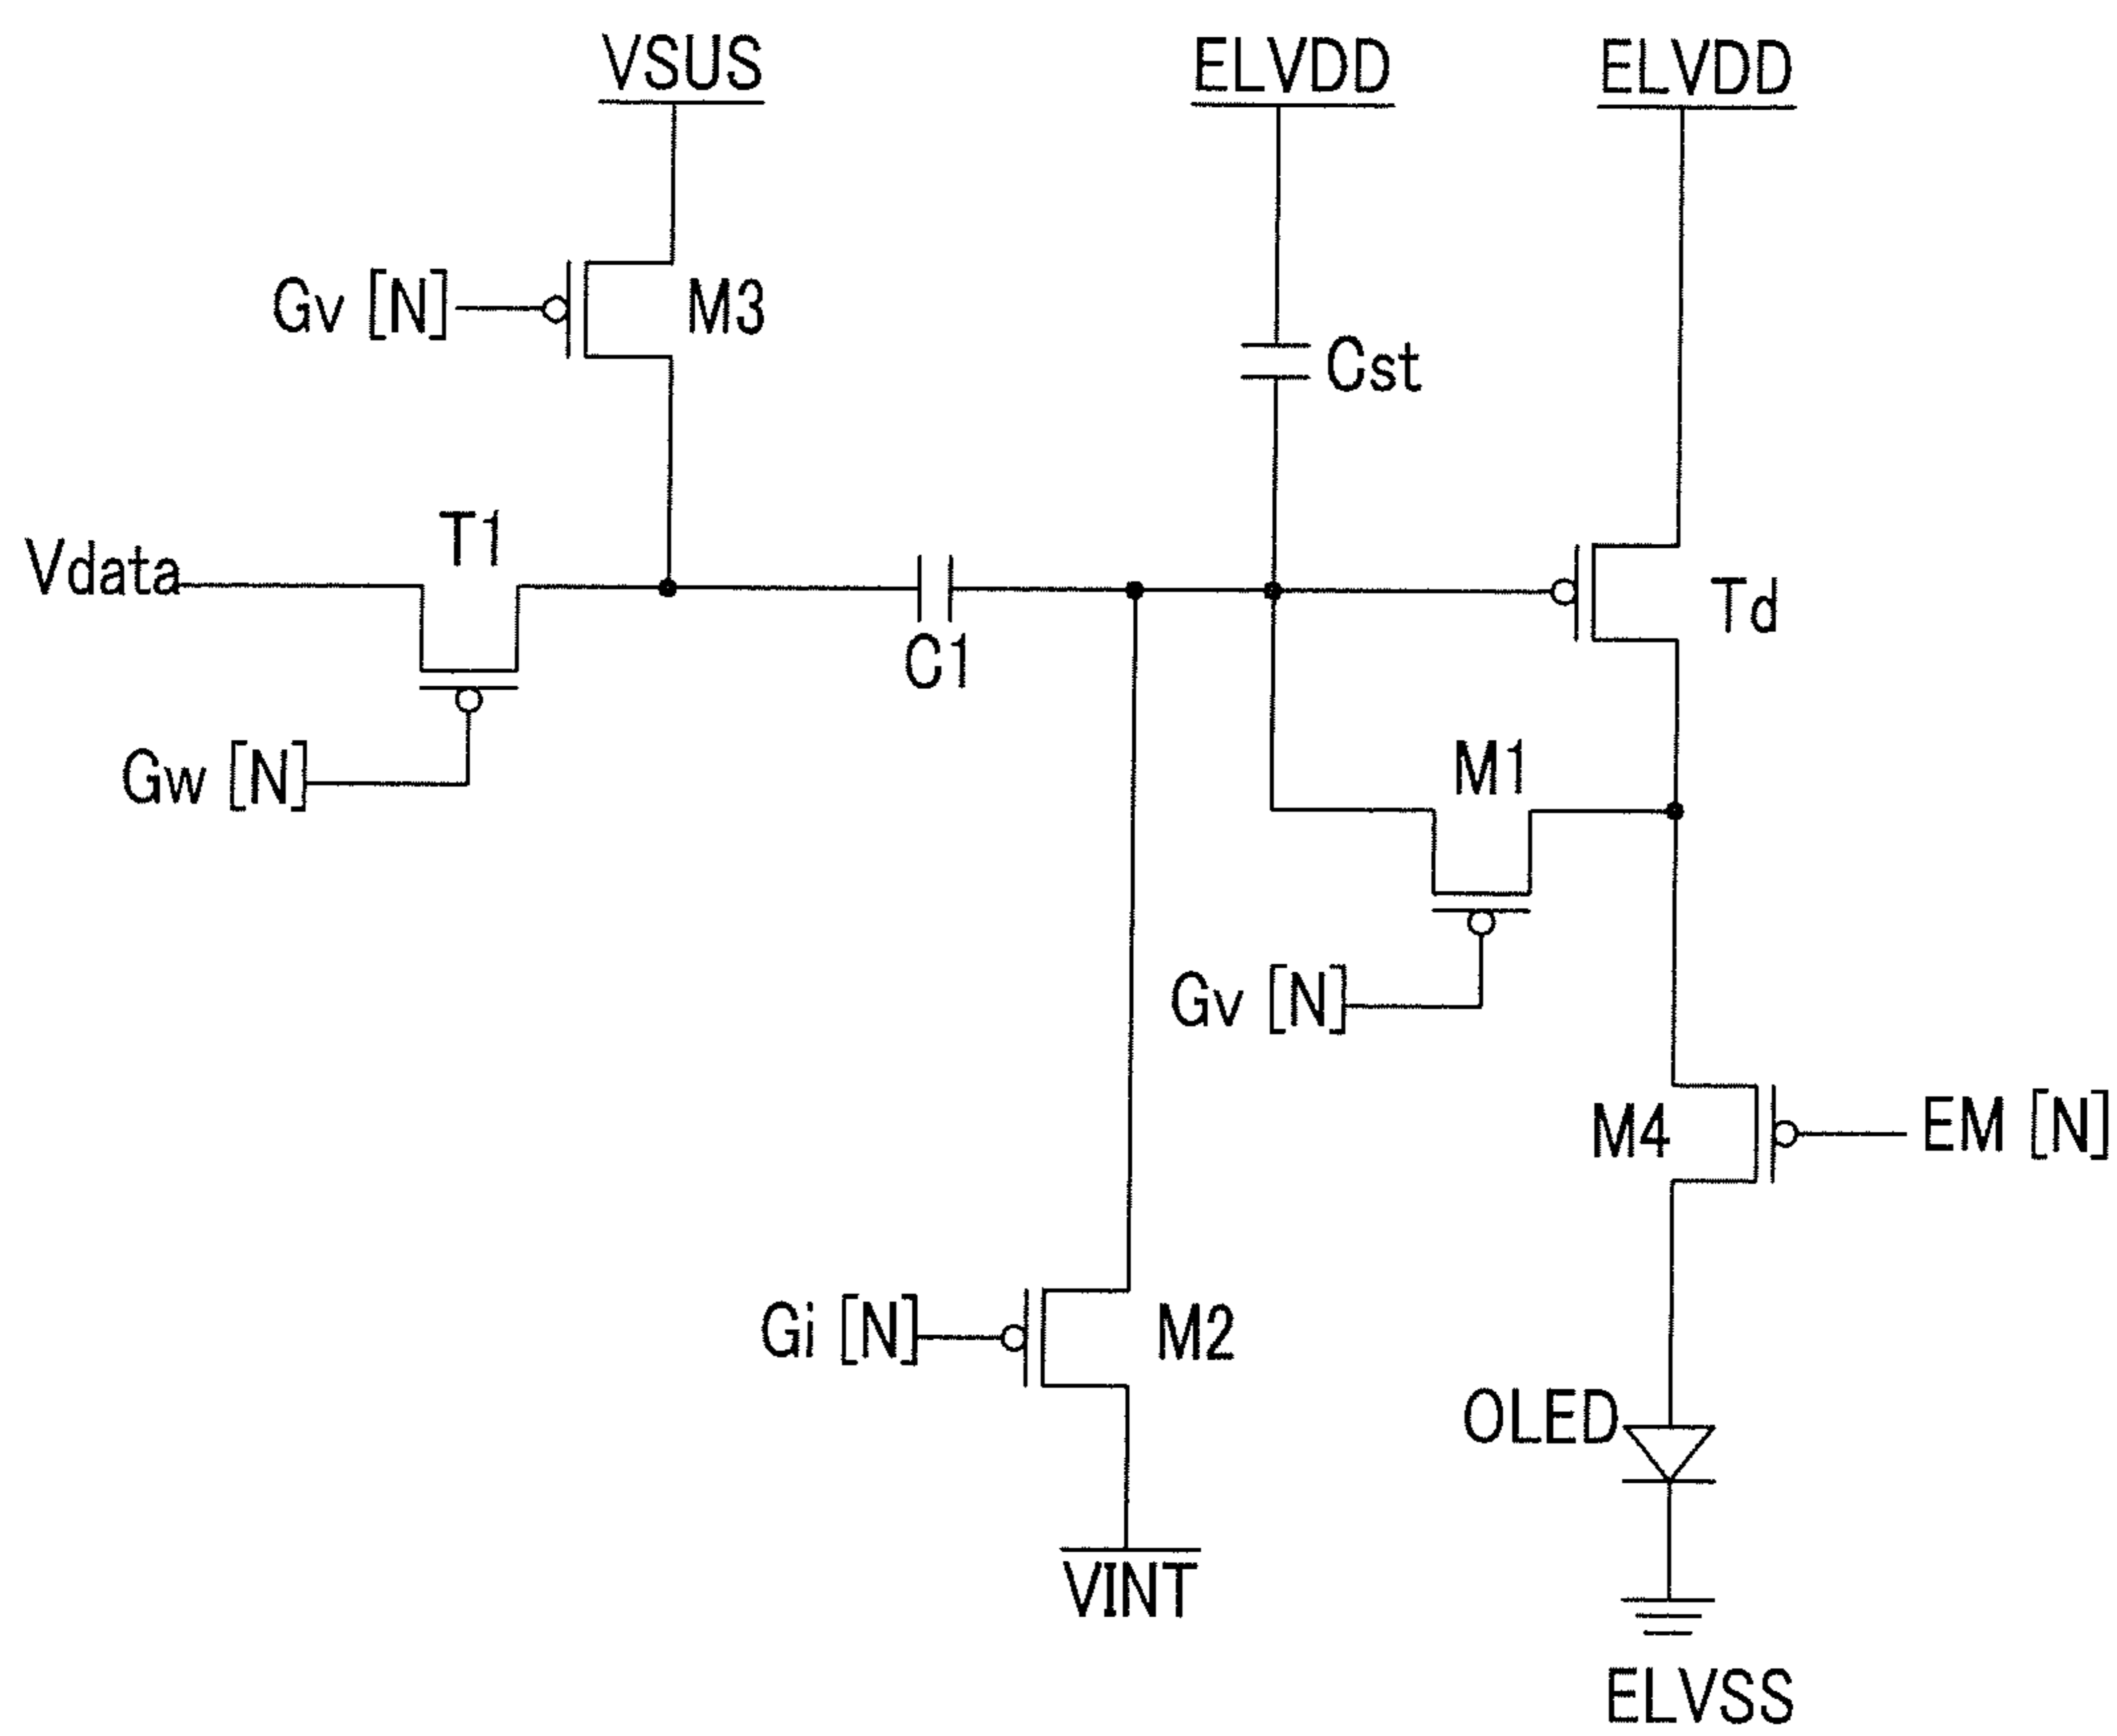 VSUS
ELVDD
ELVDD
Gv [N]
M3
Cst
T1
Vdata
Td
C1
M1
Gw [N]
Gv [N]
M4
EM [N]
Gi [N]
M2
OLED
VINT
ELVSS